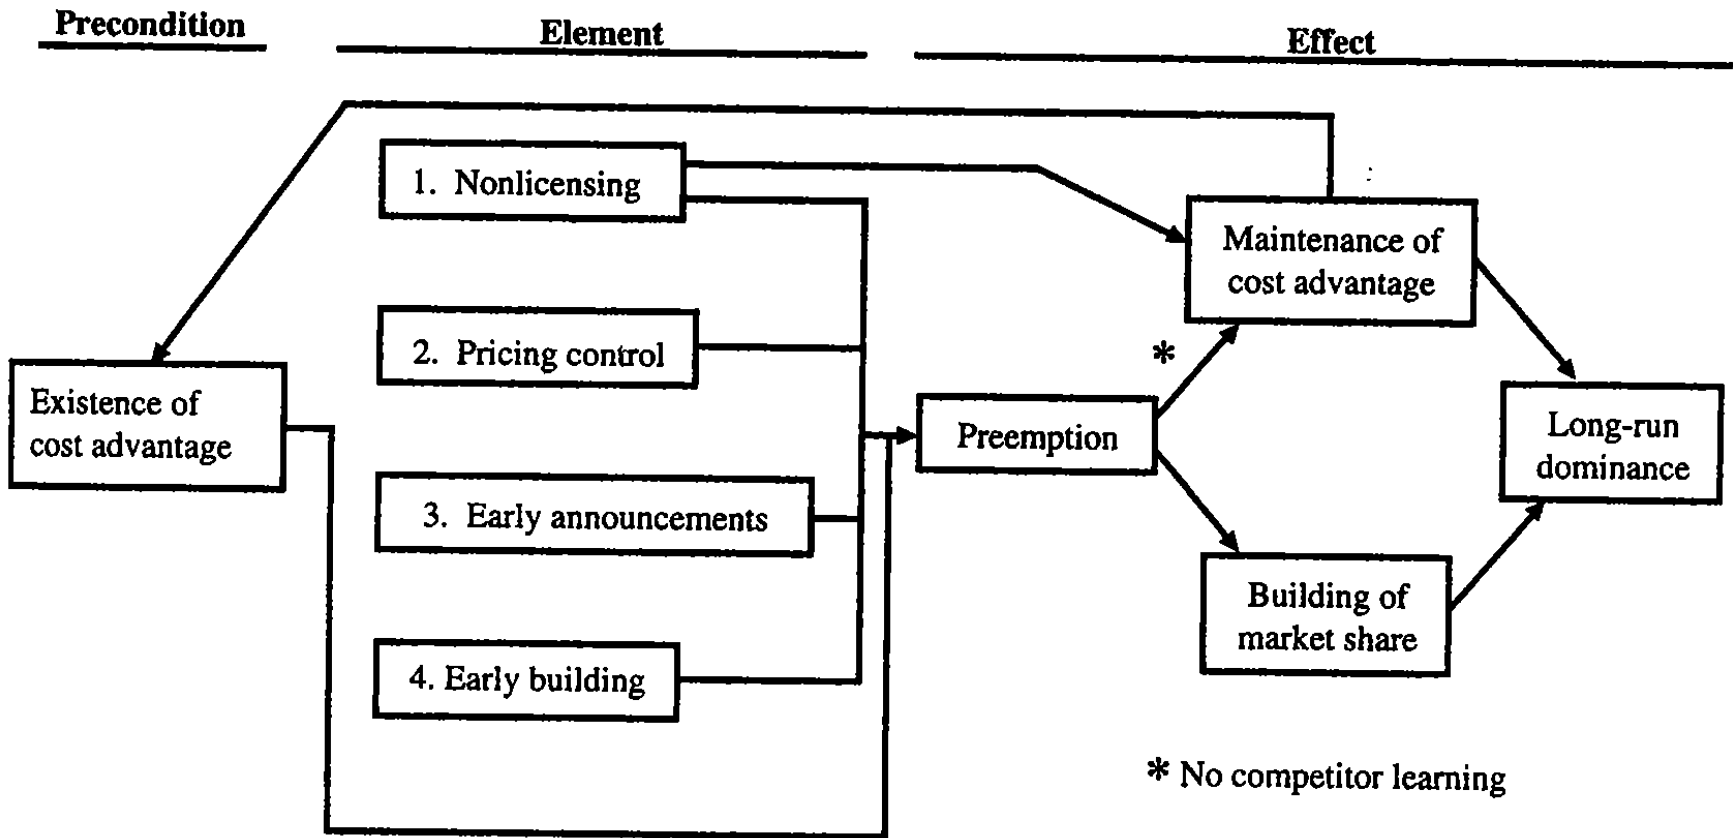 Precondition
Element
Effect
1. Nonlicensing
2. Pricing control
3. Early announcements
4. Early building
Existence of
cost advantage
Preemption
*
Maintenance of
cost advantage
Building of
market share
Long-run
dominance
* No competitor learning